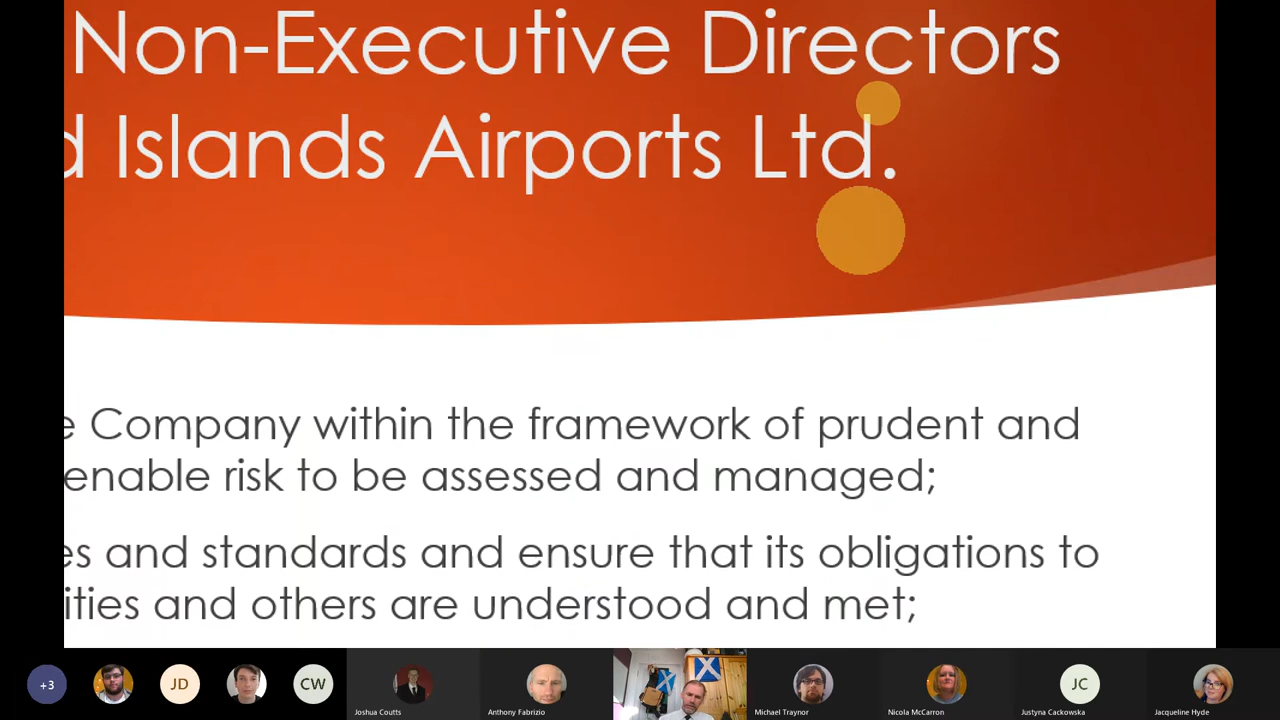 Non-Executive Directors
d Islands Airports Ltd.
e Company within the framework of prudent and
enable risk to be assessed and managed;
es and standards and ensure that its obligations to
ities and others are understood and met;
+3
JD
CW
Joshua Coutts
Anthony Fabrizio
Michael Traynor
Nicola McCarron
JC
Justyna Cackowska
Jacqueline Hyde